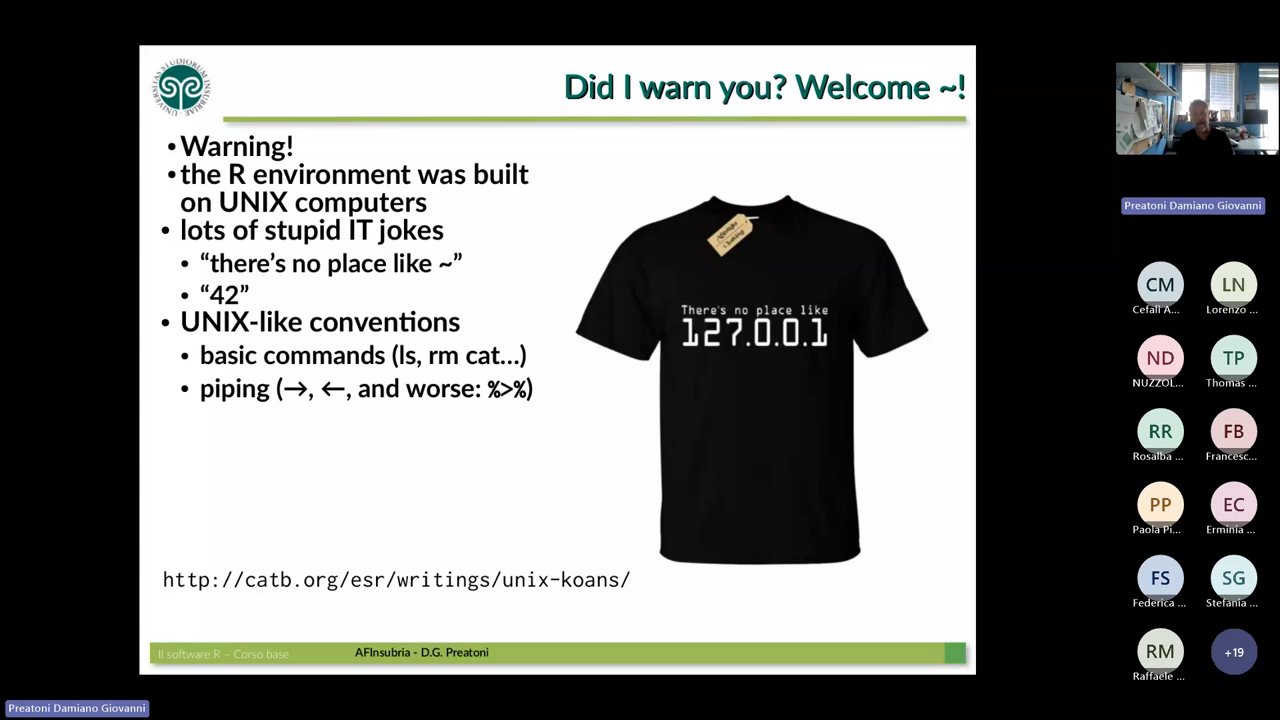 Did I warn you? Welcome ~!
• Warning!
• the R environment was built
on UNIX computers
• lots of stupid IT jokes
• “there’s no place like ~”
• “42”
• UNIX-like conventions
• basic commands (ls, rm cat…)
• piping (→, ←, and worse: %>%)
There's no place like
127.0.0.1
http://catb.org/esr/writings/unix-koans/
Il software R – Corso base
AFInsubria - D.G. Preatoni
Preatoni Damiano Giovanni
CM
LN
Cefalì A...
Lorenzo ...
ND
TP
NUZZOL...
Thomas ...
RR
FB
Rosalba ...
Francesc...
PP
EC
Paola Pi...
Erminia ...
FS
SG
Federica ...
Stefania ...
RM
+19
Raffaele ...
Preatoni Damiano Giovanni